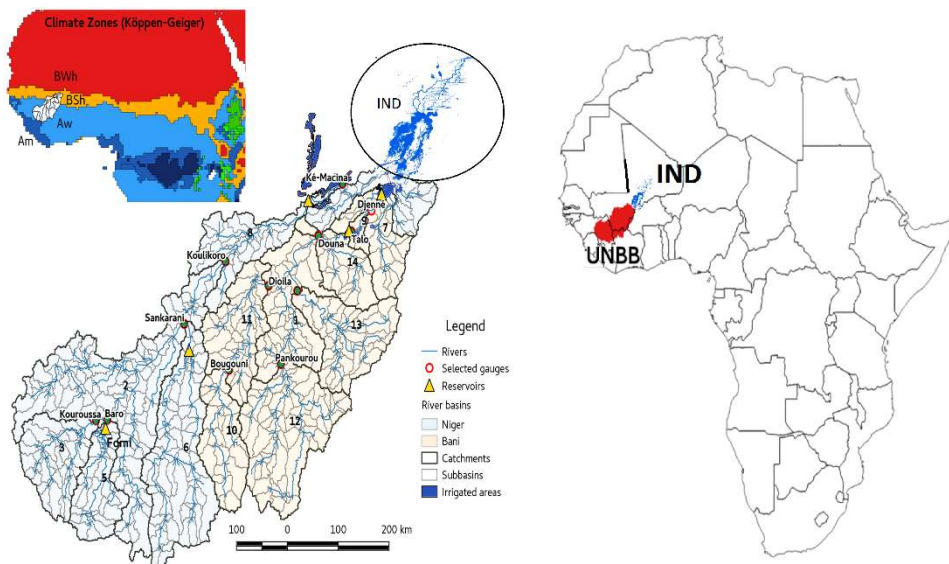 Climate Zones (Köppen-Geiger)
BWh
BSh
Aw
Am
IND
Ké-Macinas
Djenne
9
7
Talo
Douna
14
8
Koulikoro
Dioila
11
1
13
Sankarani
Bougouni
Pankourou
2
12
Kouroussa
Baro
Fomi
3
5
6
10
Legend
Rivers
Selected gauges
Reservoirs
River basins
Niger
Bani
Catchments
Subbasins
Irrigated areas
100 0 100 200 km
IND
UNBB